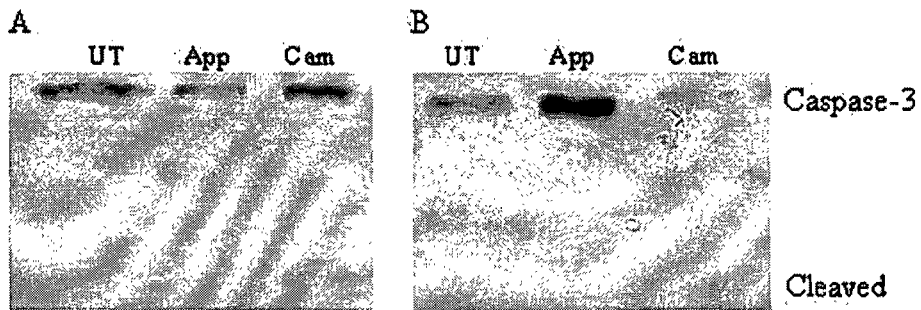 A
B
UT App Cam
UT App Cam
Caspase-3
Cleaved